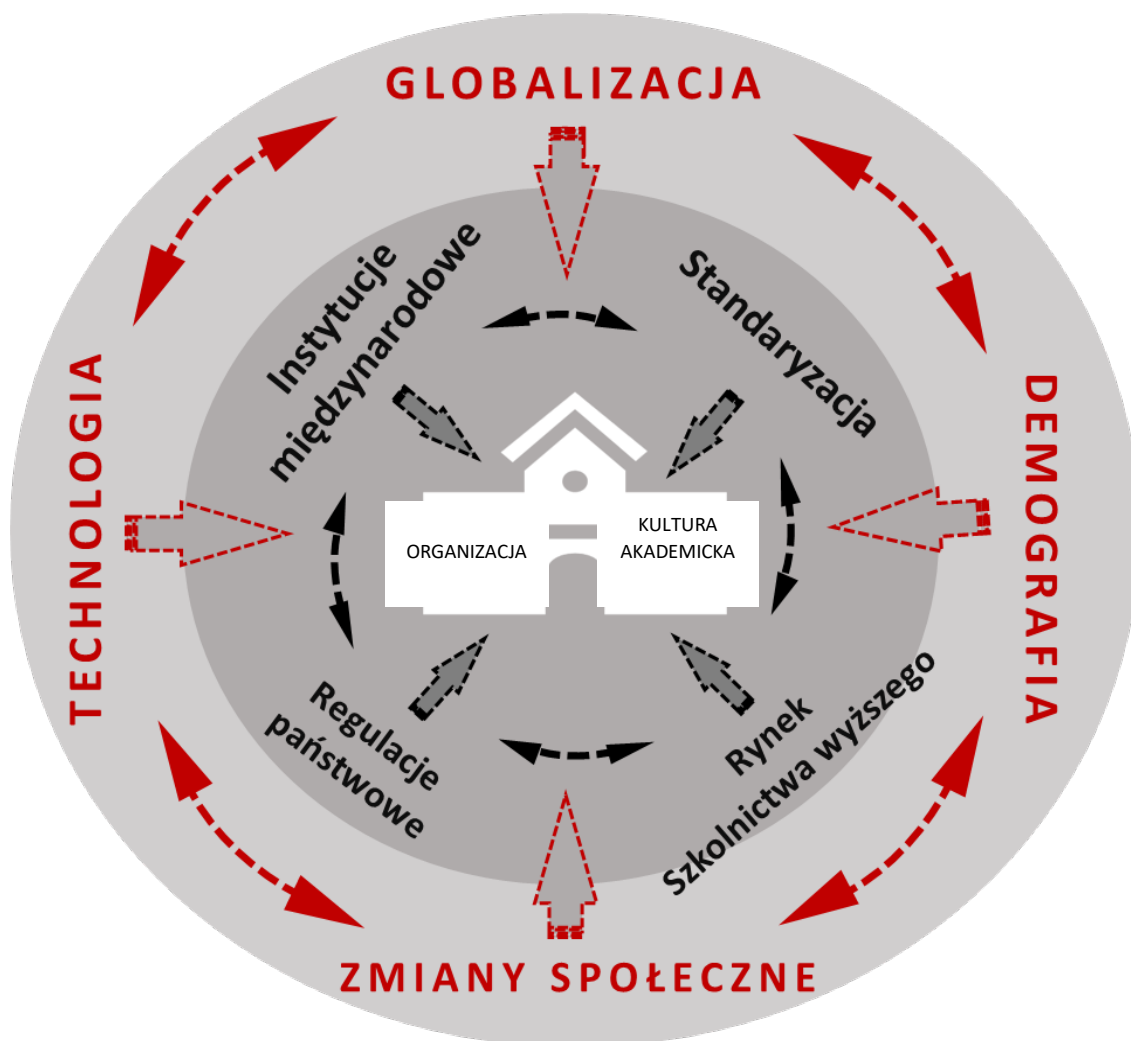 GLOBALIZACJA
Instytucje
międzynarodowe
Standaryzacja
TECHNOLOGIA
DEMOGRAFIA
ORGANIZACJA
KULTURA
AKADEMICKA
Regulacje
państwowe
Rynek
Szkolnictwa wyższego
ZMIANY SPOŁECZNE